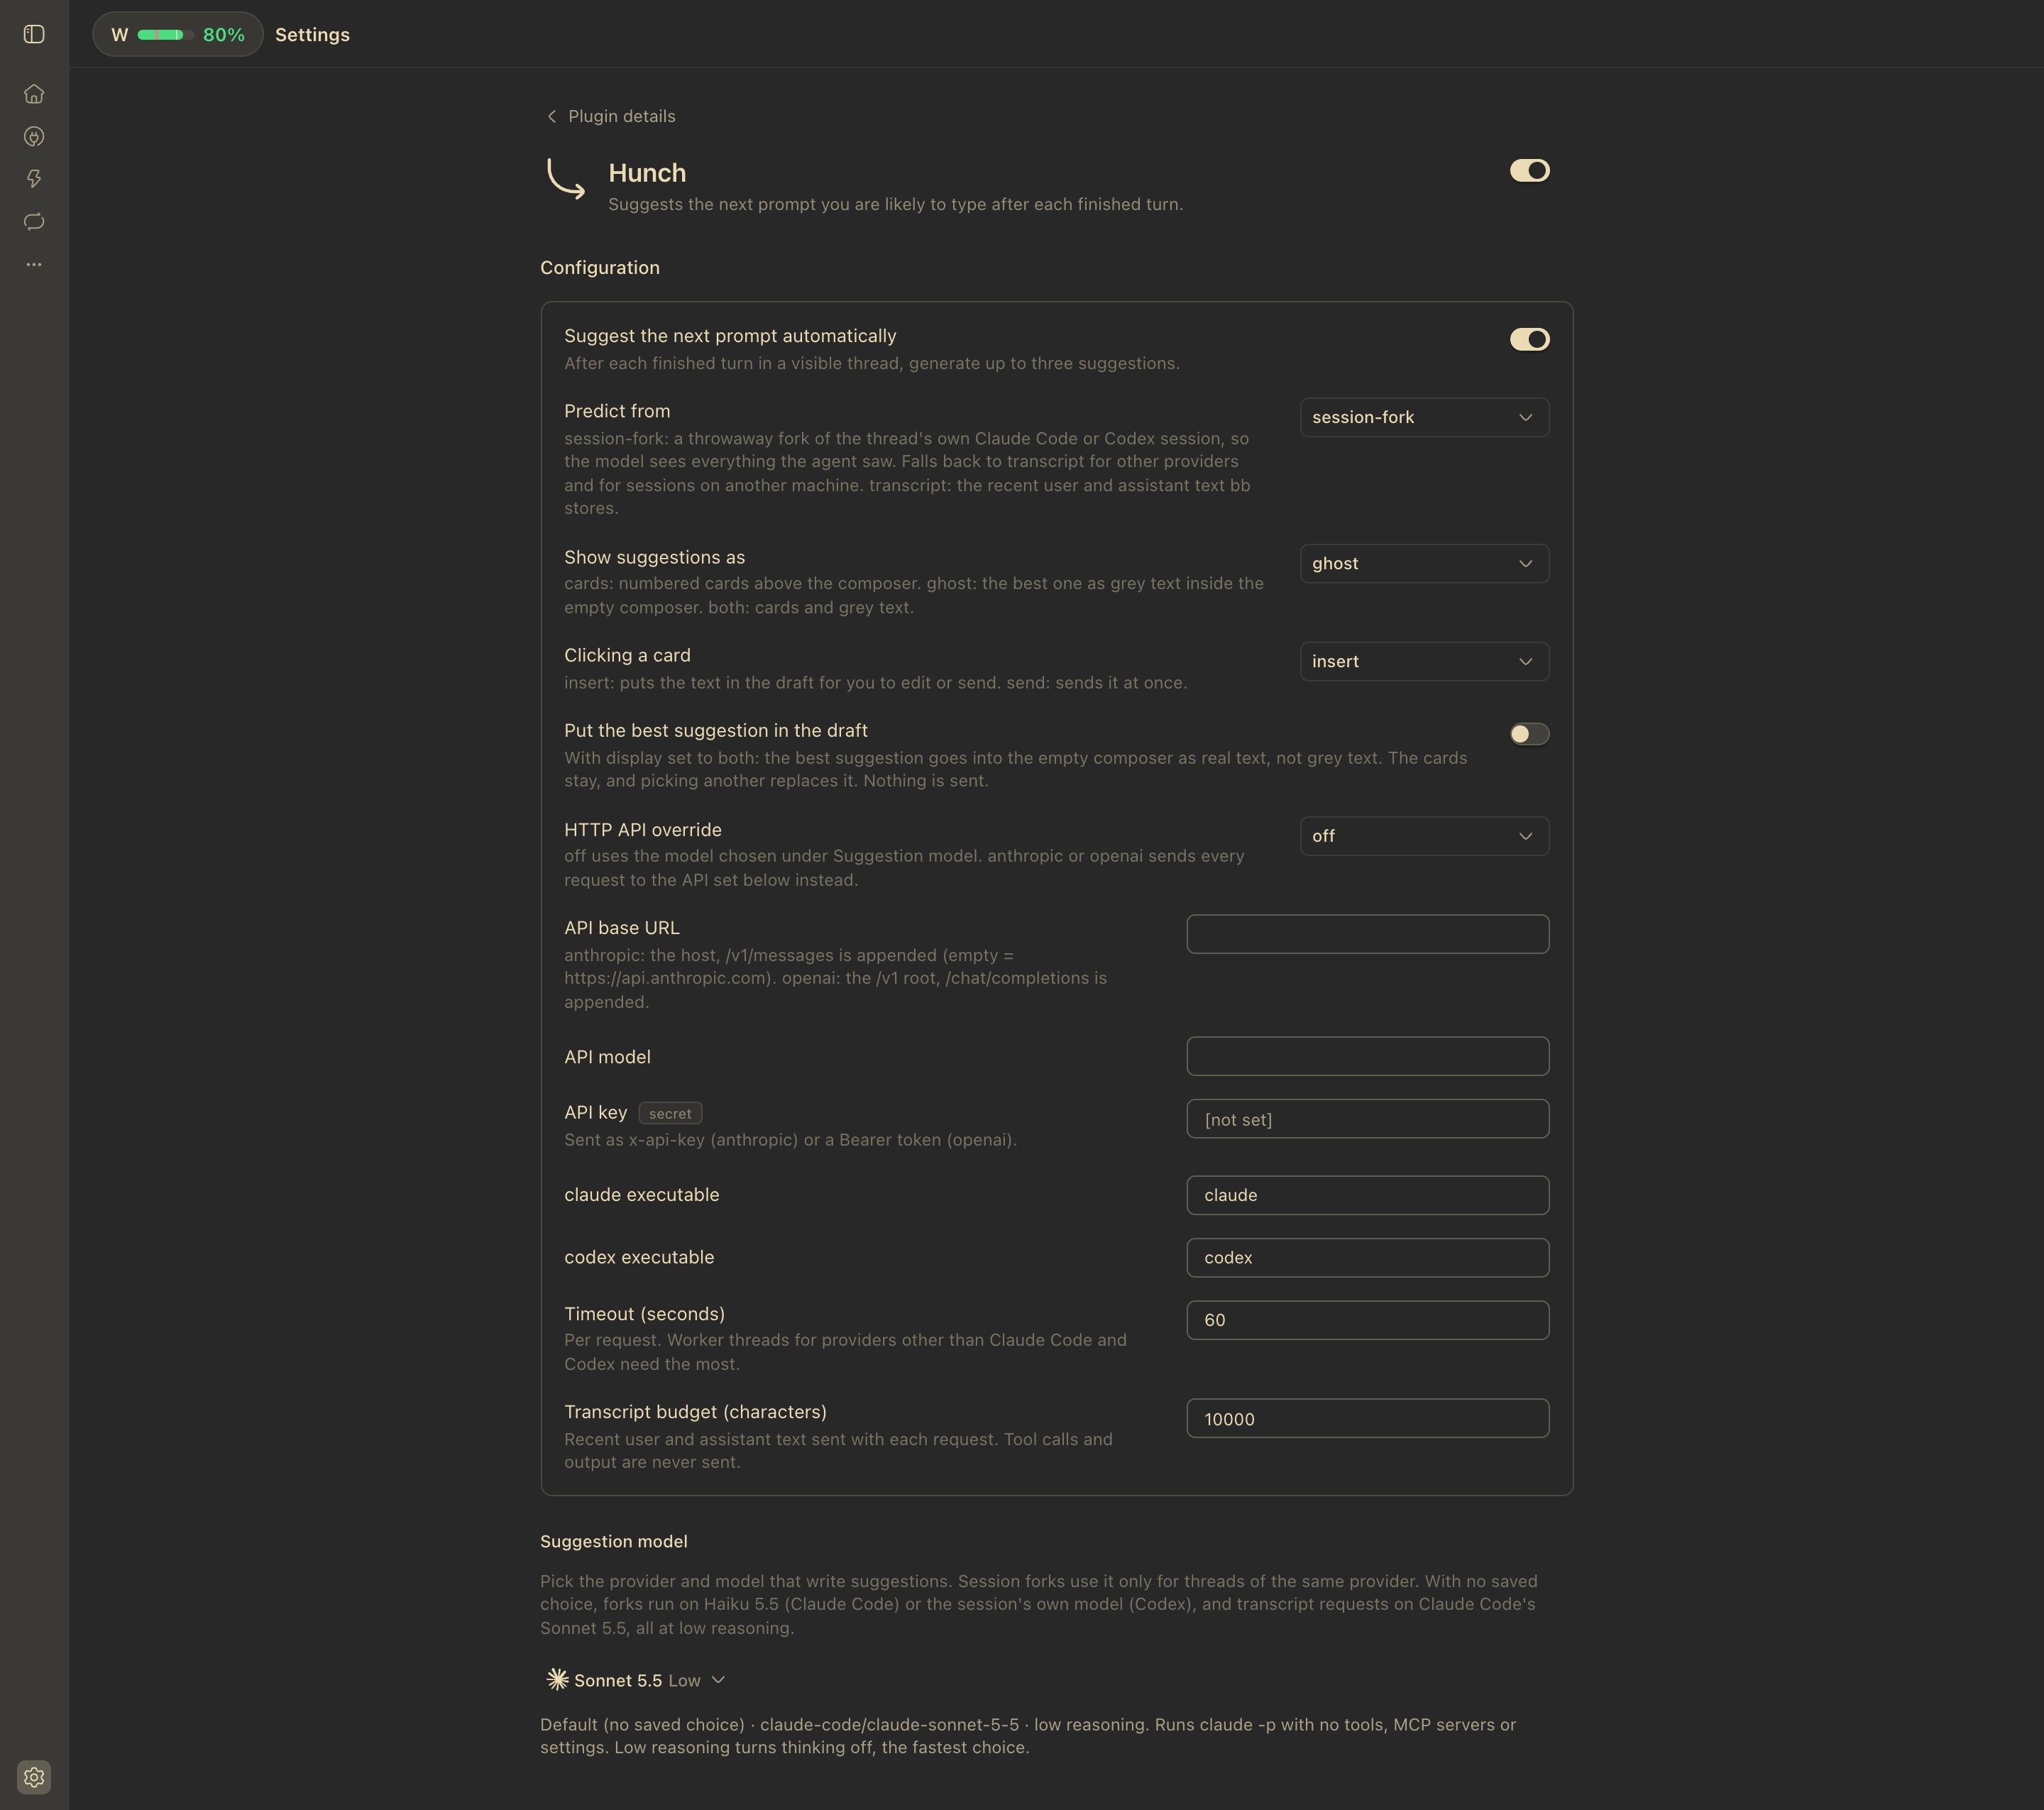 W 80% Settings
Plugin details
Hunch
Suggests the next prompt you are likely to type after each finished turn.
Configuration
Suggest the next prompt automatically
After each finished turn in a visible thread, generate up to three suggestions.
Predict from
session-fork
session-fork: a throwaway fork of the thread's own Claude Code or Codex session, so
the model sees everything the agent saw. Falls back to transcript for other providers
and for sessions on another machine. transcript: the recent user and assistant text bb
stores.
Show suggestions as
ghost
cards: numbered cards above the composer. ghost: the best one as grey text inside the
empty composer. both: cards and grey text.
Clicking a card
insert
insert: puts the text in the draft for you to edit or send. send: sends it at once.
Put the best suggestion in the draft
With display set to both: the best suggestion goes into the empty composer as real text, not grey text. The cards
stay, and picking another replaces it. Nothing is sent.
HTTP API override
off
off uses the model chosen under Suggestion model. anthropic or openai sends every
request to the API set below instead.
API base URL
anthropic: the host, /v1/messages is appended (empty =
https://api.anthropic.com). openai: the /v1 root, /chat/completions is
appended.
API model
API key secret
[not set]
Sent as x-api-key (anthropic) or a Bearer token (openai).
claude executable
claude
codex executable
codex
Timeout (seconds)
60
Per request. Worker threads for providers other than Claude Code and
Codex need the most.
Transcript budget (characters)
10000
Recent user and assistant text sent with each request. Tool calls and
output are never sent.
Suggestion model
Pick the provider and model that write suggestions. Session forks use it only for threads of the same provider. With no saved
choice, forks run on Haiku 5.5 (Claude Code) or the session's own model (Codex), and transcript requests on Claude Code's
Sonnet 5.5, all at low reasoning.
Sonnet 5.5 Low
Default (no saved choice) · claude-code/claude-sonnet-5-5 · low reasoning. Runs claude -p with no tools, MCP servers or
settings. Low reasoning turns thinking off, the fastest choice.